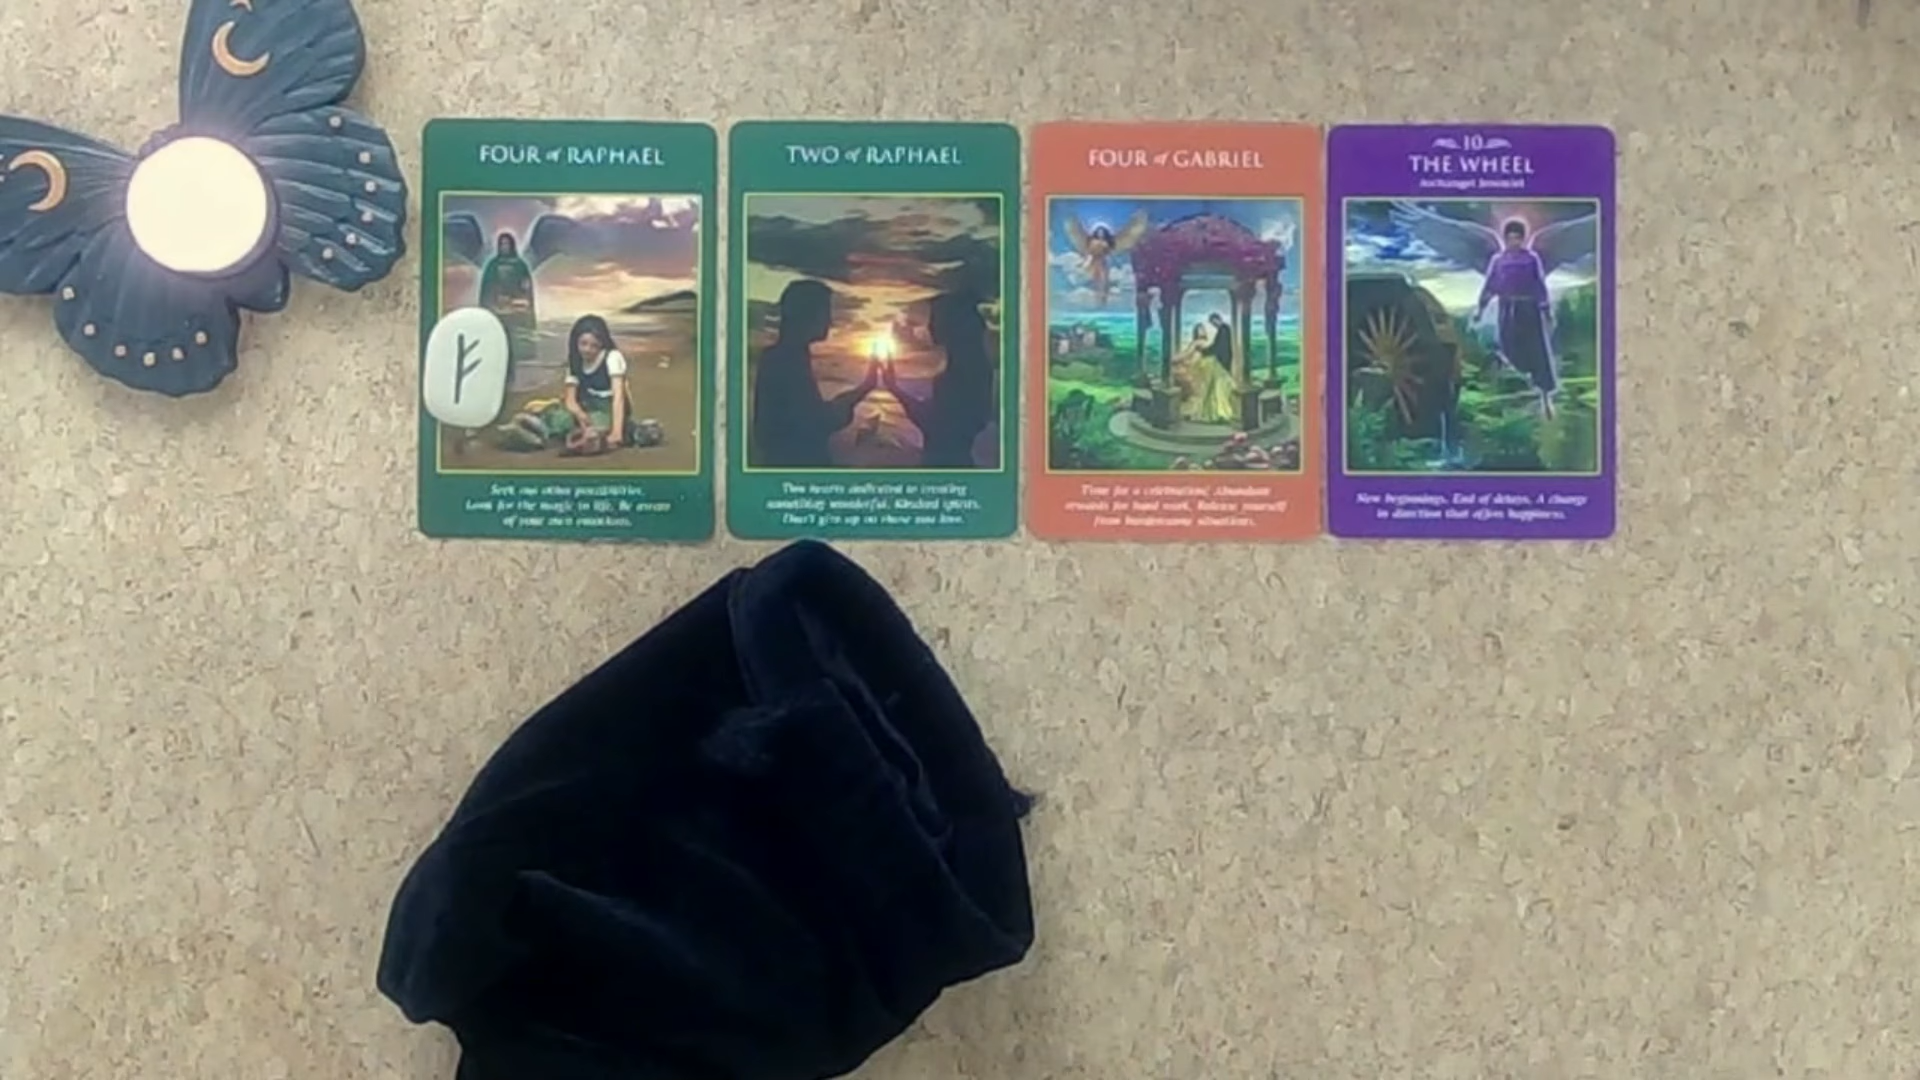 FOUR of RAPHAEL
Seek out other possibilities.
Look for the magic in life. Be aware
of your own emotions.
TWO of RAPHAEL
Two hearts dedicated to creating
something wonderful. Kindred spirits.
Don't give up on those you love.
FOUR of GABRIEL
Time for a celebration! Abundant
rewards for hard work. Release yourself
from burdensome situations.
10
THE WHEEL
Archangel Jeremiel
New beginnings. End of delays. A change
in direction that offers happiness.
ᚠ